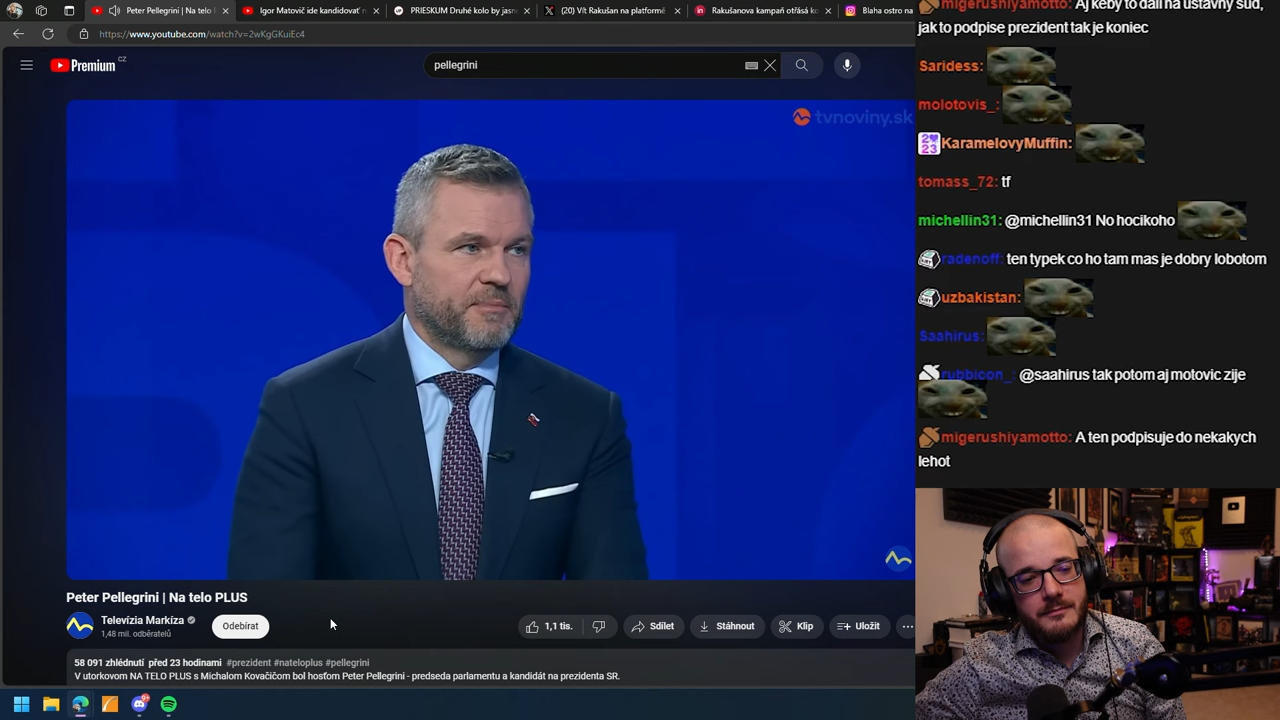 Peter Pellegrini | Na telo
Igor Matovič ide kandidovať
PRIESKUM Druhé kolo by
(20) Vít Rakušan na platformě
Rakušanova kampaň otřásá
Blaha ostro na
https://www.youtube.com/watch?v=2wKgGKuiEc4
Premium CZ
pellegrini
tvnoviny.sk
Peter Pellegrini | Na telo PLUS
Televízia Markíza
1,48 mil. odběratelů
Odebírat
1,1 tis.
Sdílet
Stáhnout
Klip
Uložit
58 091 zhlédnutí před 23 hodinami #prezident #nateloplus #pellegrini
V utorkovom NA TELO PLUS s Michalom Kovačičom bol hosťom Peter Pellegrini - predseda parlamentu a kandidát na prezidenta SR.
migerushiyamotto: Aj keby to dali na ustavny sud,
jak to podpise prezident tak je koniec
Saridess:
molotovis_:
KaramelovyMuffin:
tomass_72: tf
michellin31: @michellin31 No hocikoho
radenoff: ten typek co ho tam mas je dobry lobotom
uzbakistan:
Saahirus:
rubbicon_: @saahirus tak potom aj motovic zije
migerushiyamotto: A ten podpisuje do nekakych
lehot